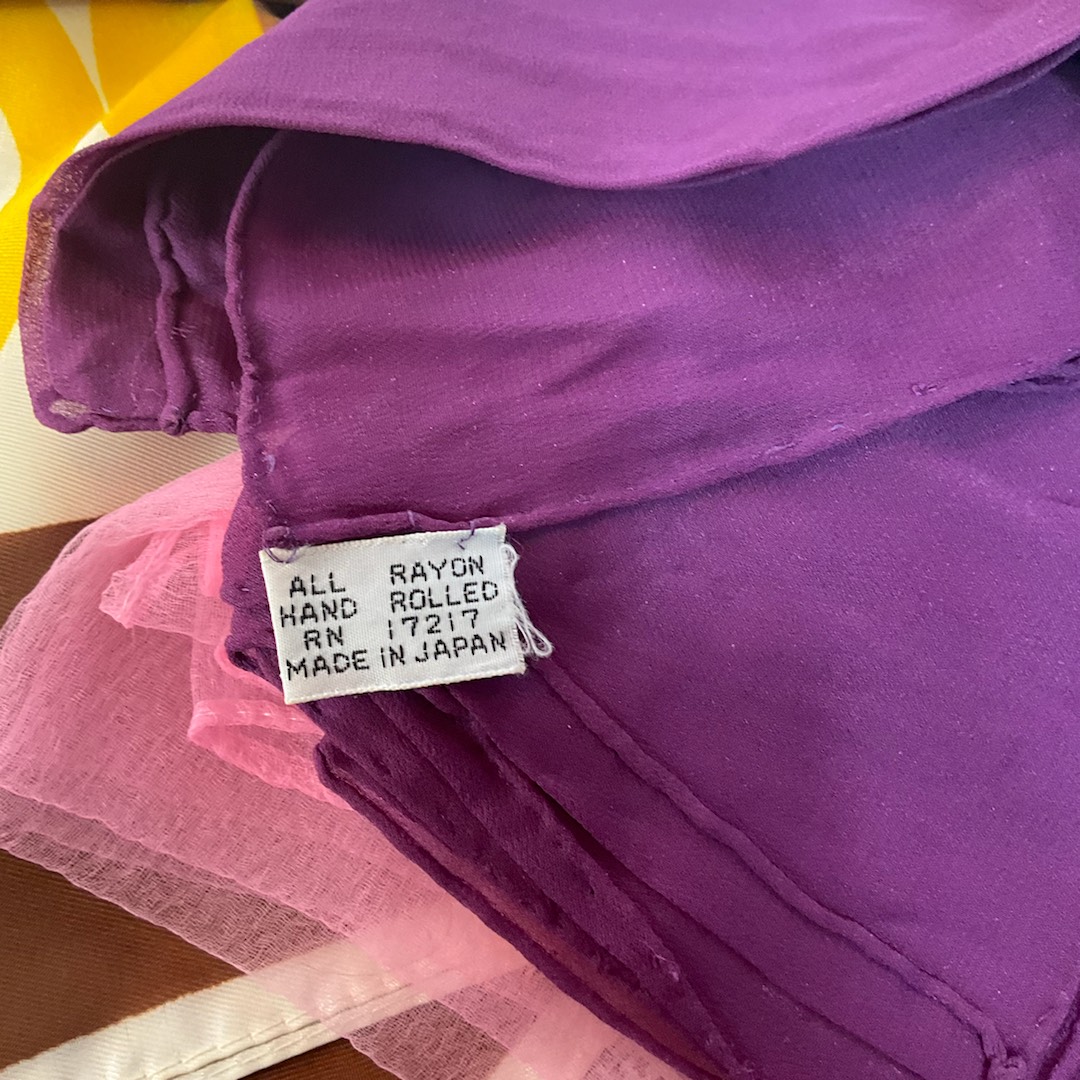 ALL RAYON
HAND ROLLED
RN 17217
MADE IN JAPAN